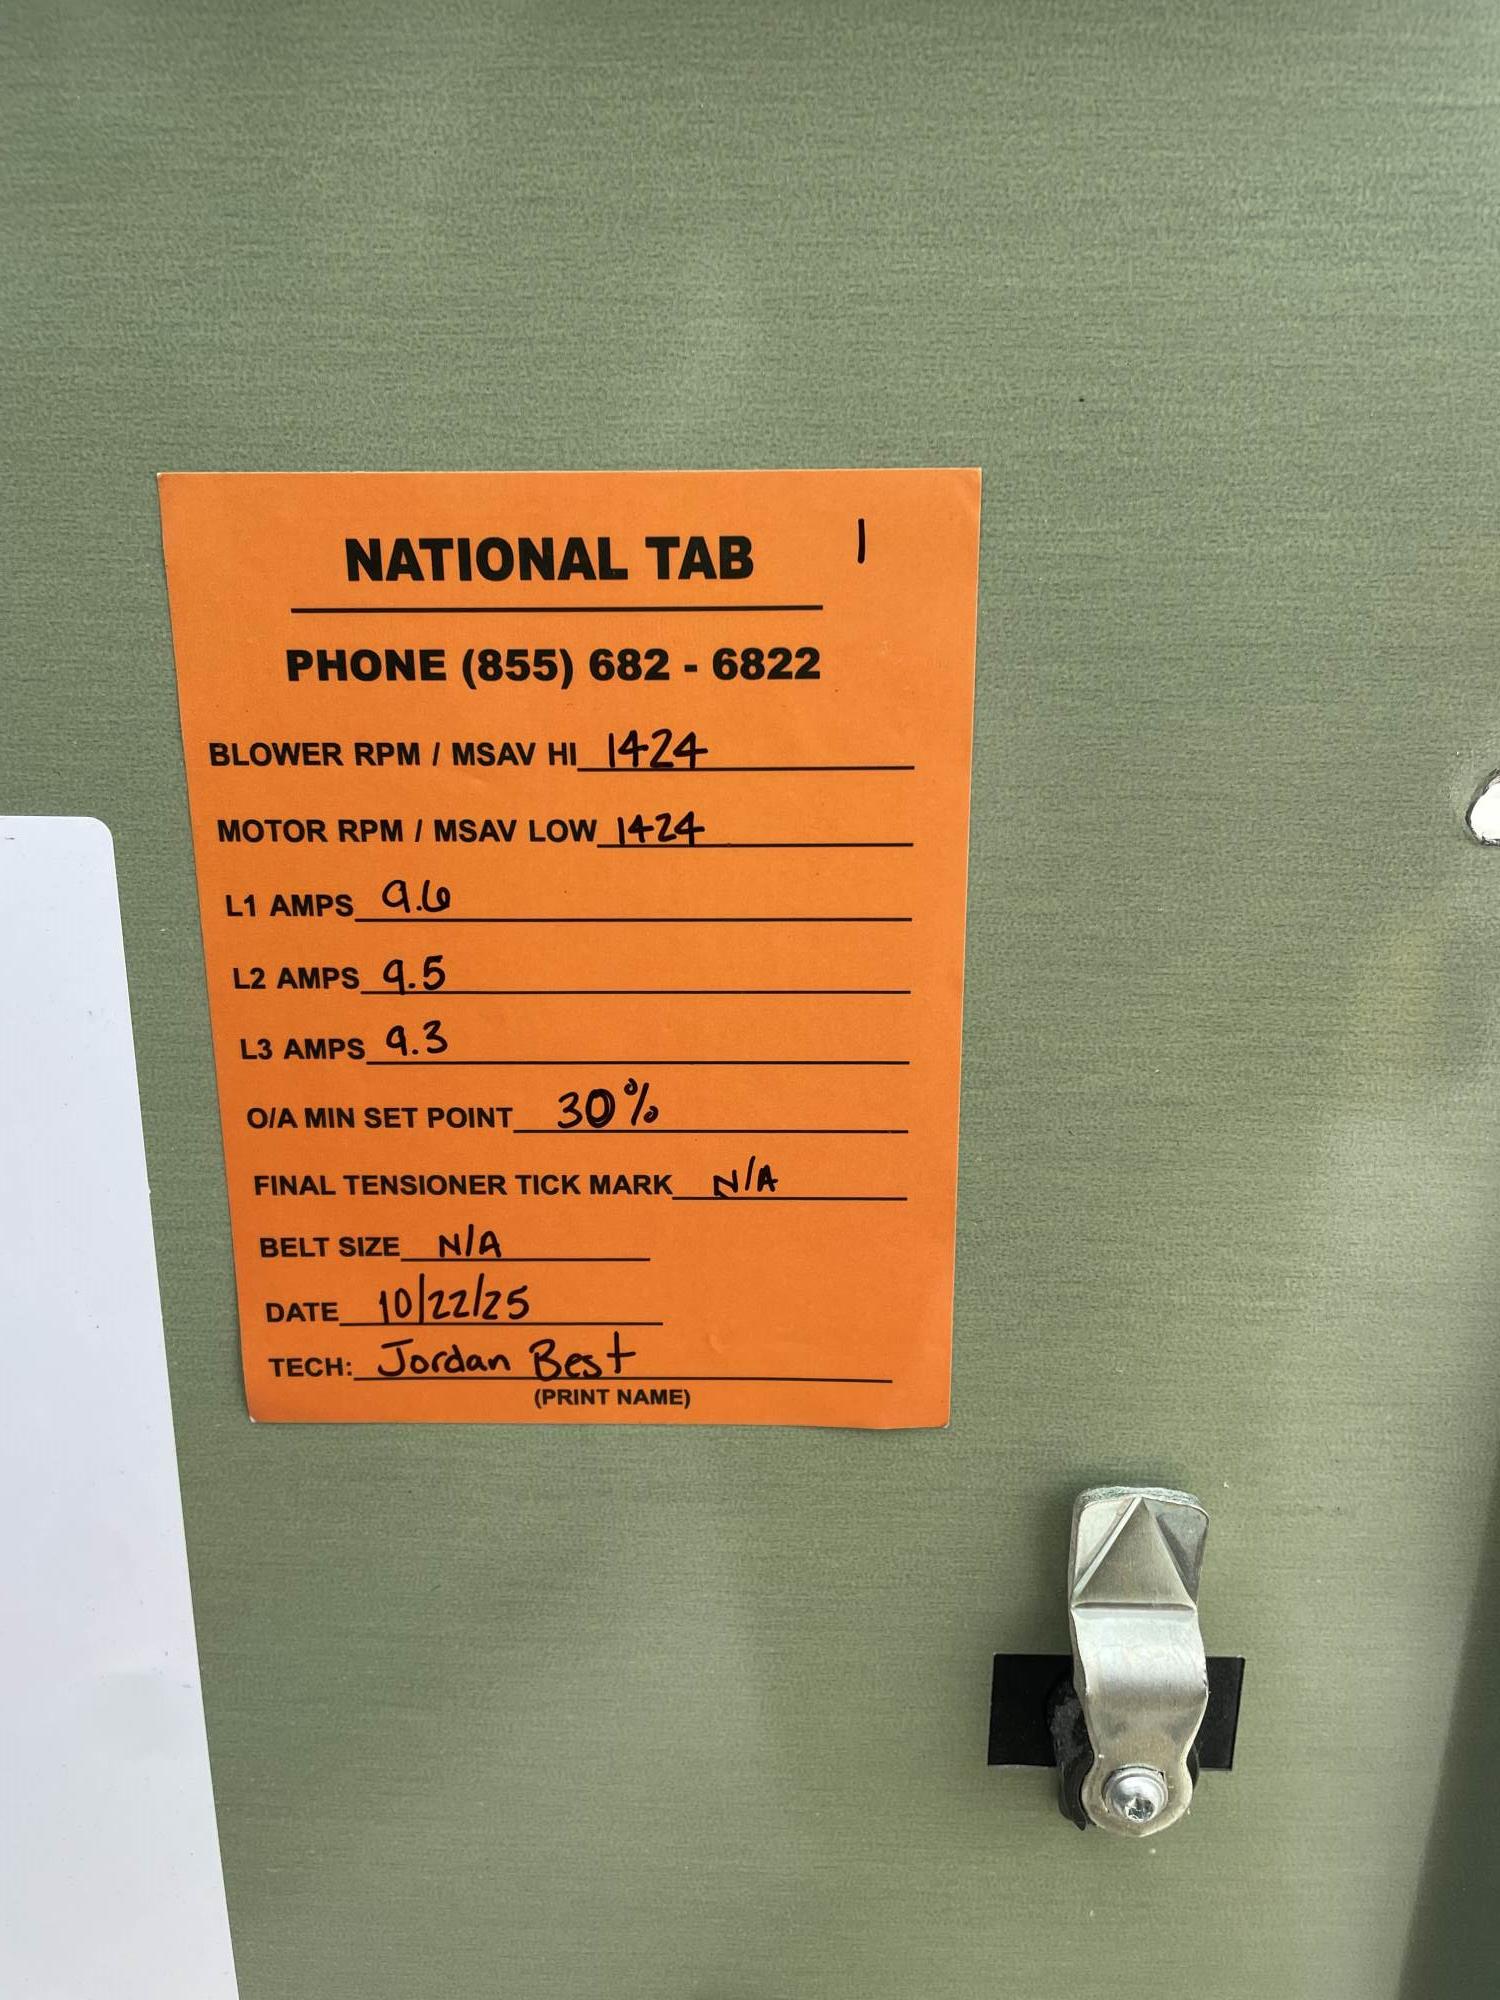 NATIONAL TAB 1
PHONE (855) 682 - 6822
BLOWER RPM / MSAV HI 1424
MOTOR RPM / MSAV LOW 1424
L1 AMPS 9.6
L2 AMPS 9.5
L3 AMPS 9.3
O/A MIN SET POINT 30%
FINAL TENSIONER TICK MARK N/A
BELT SIZE N/A
DATE 10/22/25
TECH: Jordan Best
(PRINT NAME)